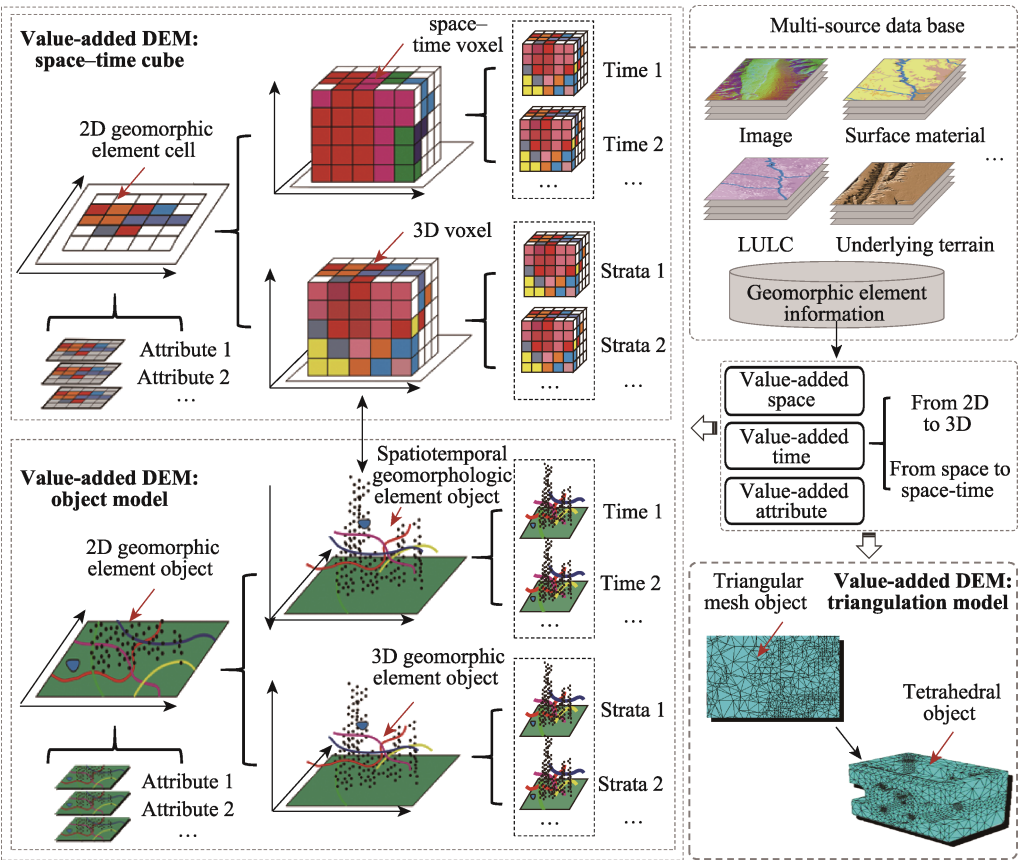 Value-added DEM:
space–time cube
space–
time voxel
2D geomorphic
element cell
Time 1
Time 2
...
...
3D voxel
Strata 1
Strata 2
...
...
Attribute 1
Attribute 2
...
Value-added DEM:
object model
Spatiotemporal
geomorphologic
element object
2D geomorphic
element object
Time 1
Time 2
...
...
3D geomorphic
element object
Strata 1
Strata 2
...
...
Attribute 1
Attribute 2
...
Multi-source data base
Image
Surface material
...
LULC
Underlying terrain
Geomorphic element
information
Value-added
space
Value-added
time
Value-added
attribute
From 2D
to 3D
From space to
space-time
Triangular
mesh object
Value-added DEM:
triangulation model
Tetrahedral
object